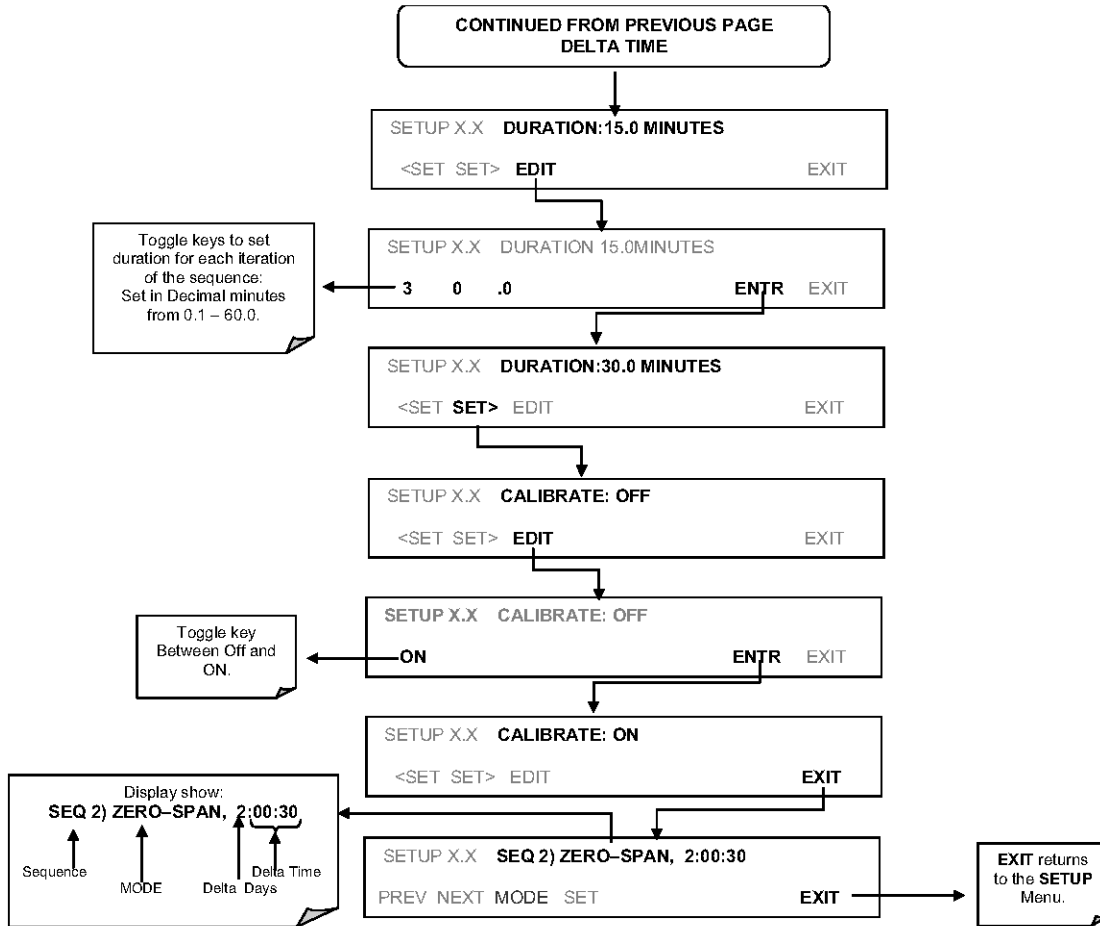 CONTINUED FROM PREVIOUS PAGE
DELTA TIME
SETUP X.X DURATION:15.0 MINUTES
<SET SET> EDIT EXIT
Toggle keys to set
duration for each iteration
of the sequence:
Set in Decimal minutes
from 0.1 – 60.0.
SETUP X.X DURATION 15.0MINUTES
3 0 .0 ENTR EXIT
SETUP X.X DURATION:30.0 MINUTES
<SET SET> EDIT EXIT
SETUP X.X CALIBRATE: OFF
<SET SET> EDIT EXIT
Toggle key
Between Off and
ON.
SETUP X.X CALIBRATE: OFF
ON ENTR EXIT
SETUP X.X CALIBRATE: ON
<SET SET> EDIT EXIT
Display show:
SEQ 2) ZERO–SPAN, 2:00:30
Sequence
MODE
Delta Days
Delta Time
SETUP X.X SEQ 2) ZERO–SPAN, 2:00:30
PREV NEXT MODE SET EXIT
EXIT returns
to the SETUP
Menu.